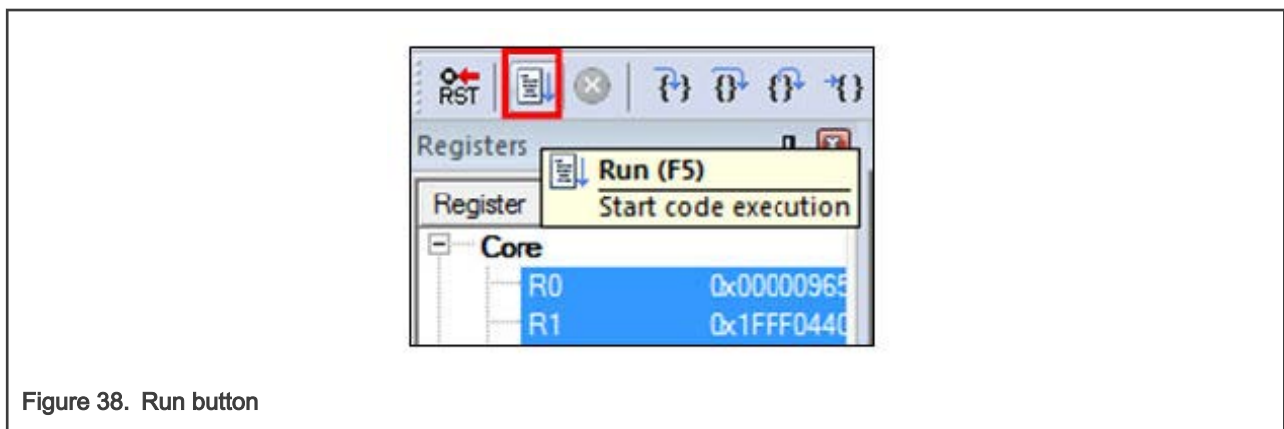 RST
Registers
Run (F5)
Register
Start code execution
Core
R0 0x00000965
R1 0x1FFF0440
Figure 38. Run button